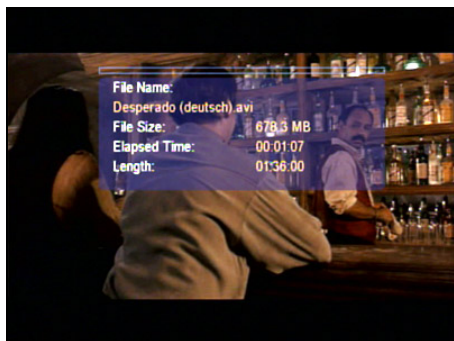 File Name:
Desperado (deutsch).avi
File Size: 678.3 MB
Elapsed Time: 00:01:07
Length: 01:36:00